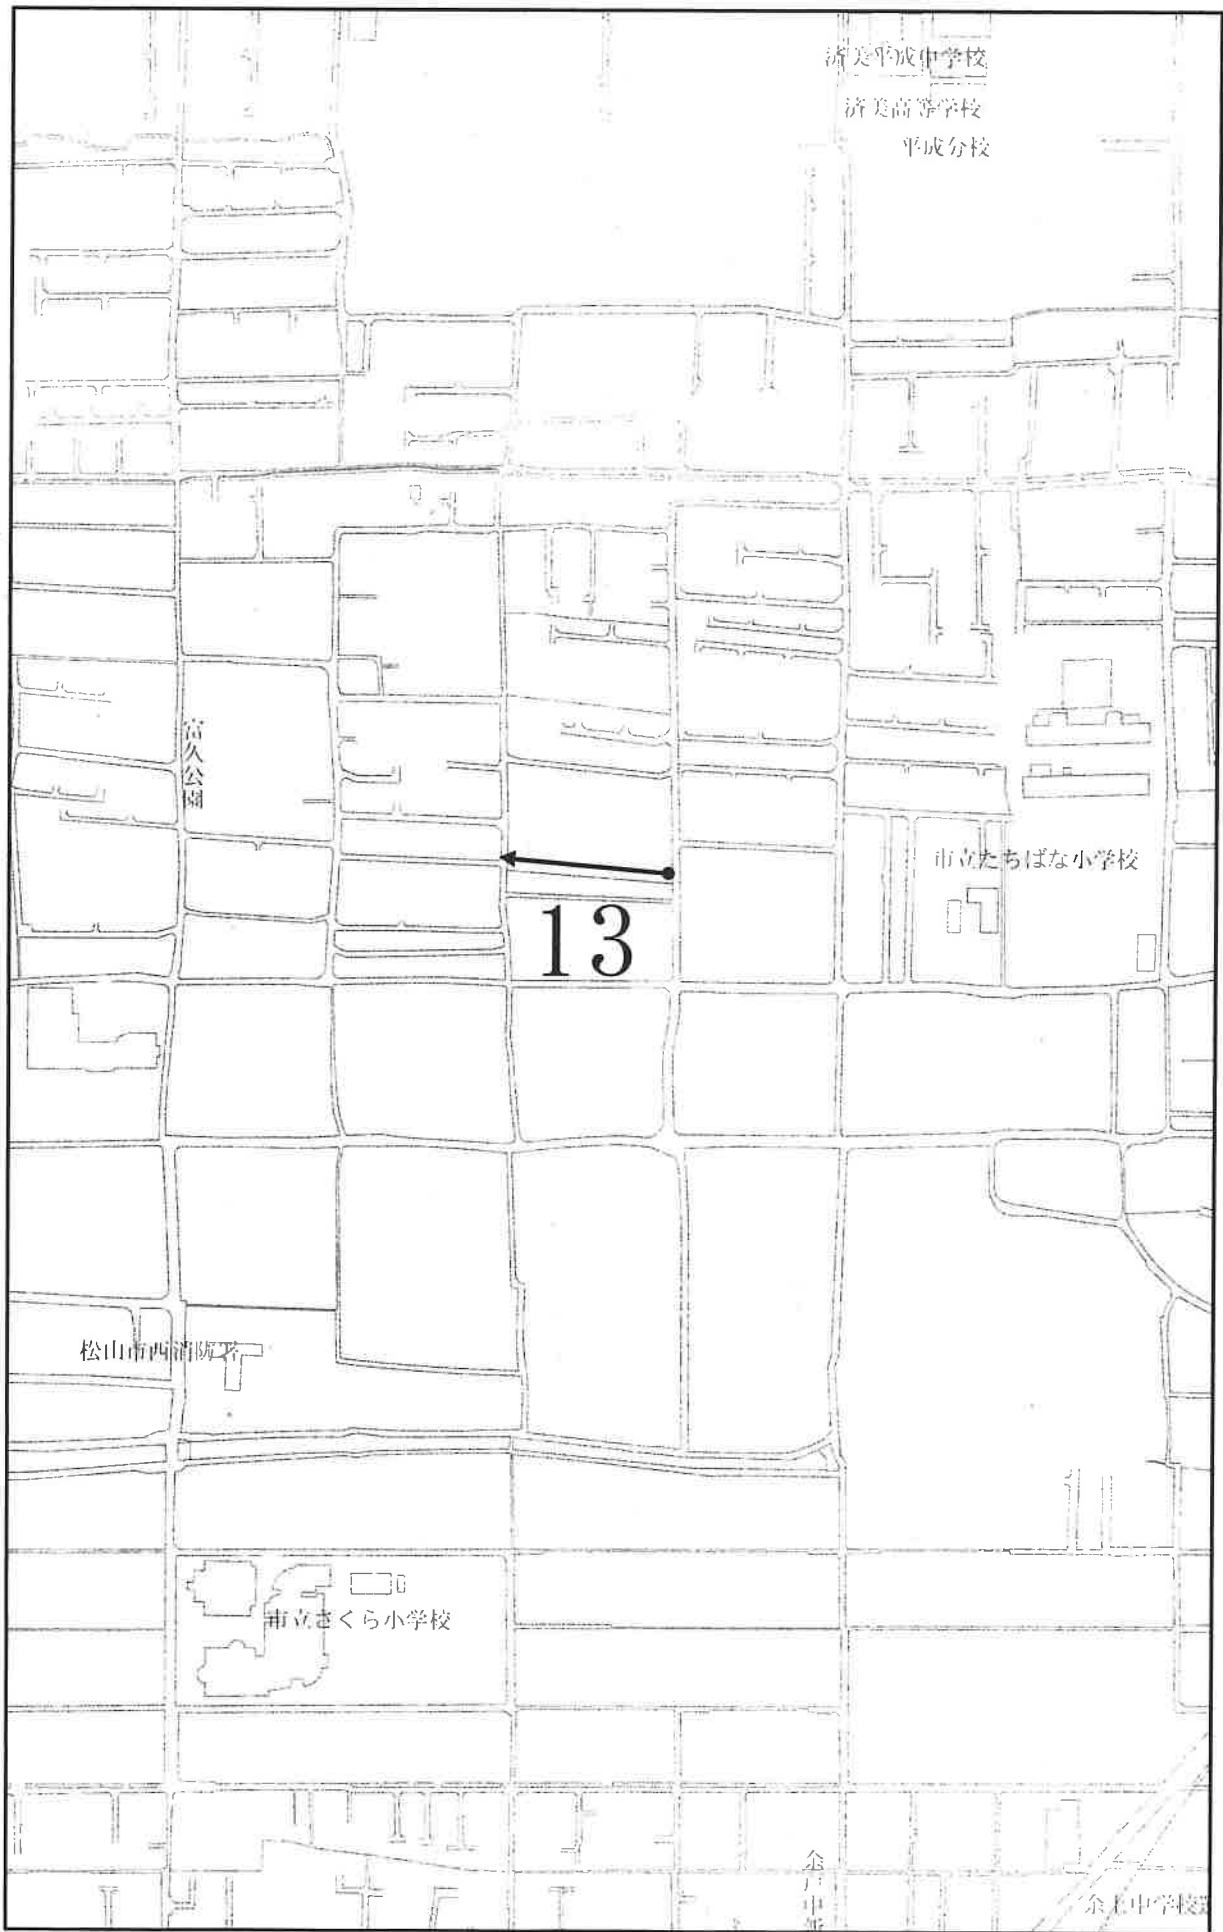 済美平成中学校
済美高等学校
平成分校
富久公園
市立たちばな小学校
13
松山市西消防署
市立さくら小学校